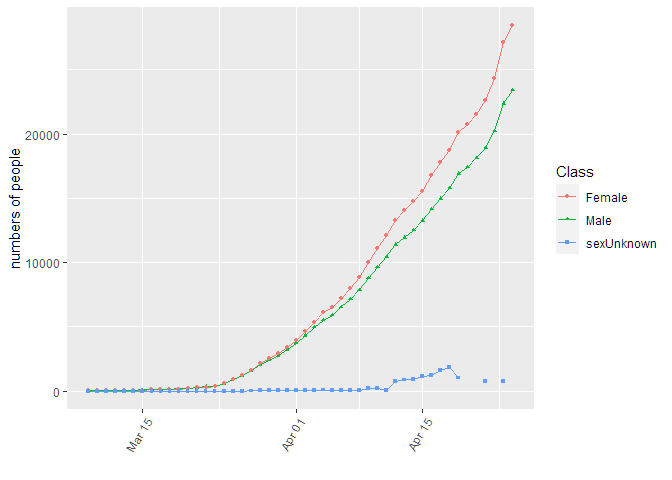 numbers of people
20000
10000
0
Mar 15
Apr 01
Apr 15
Class
Female
Male
sexUnknown